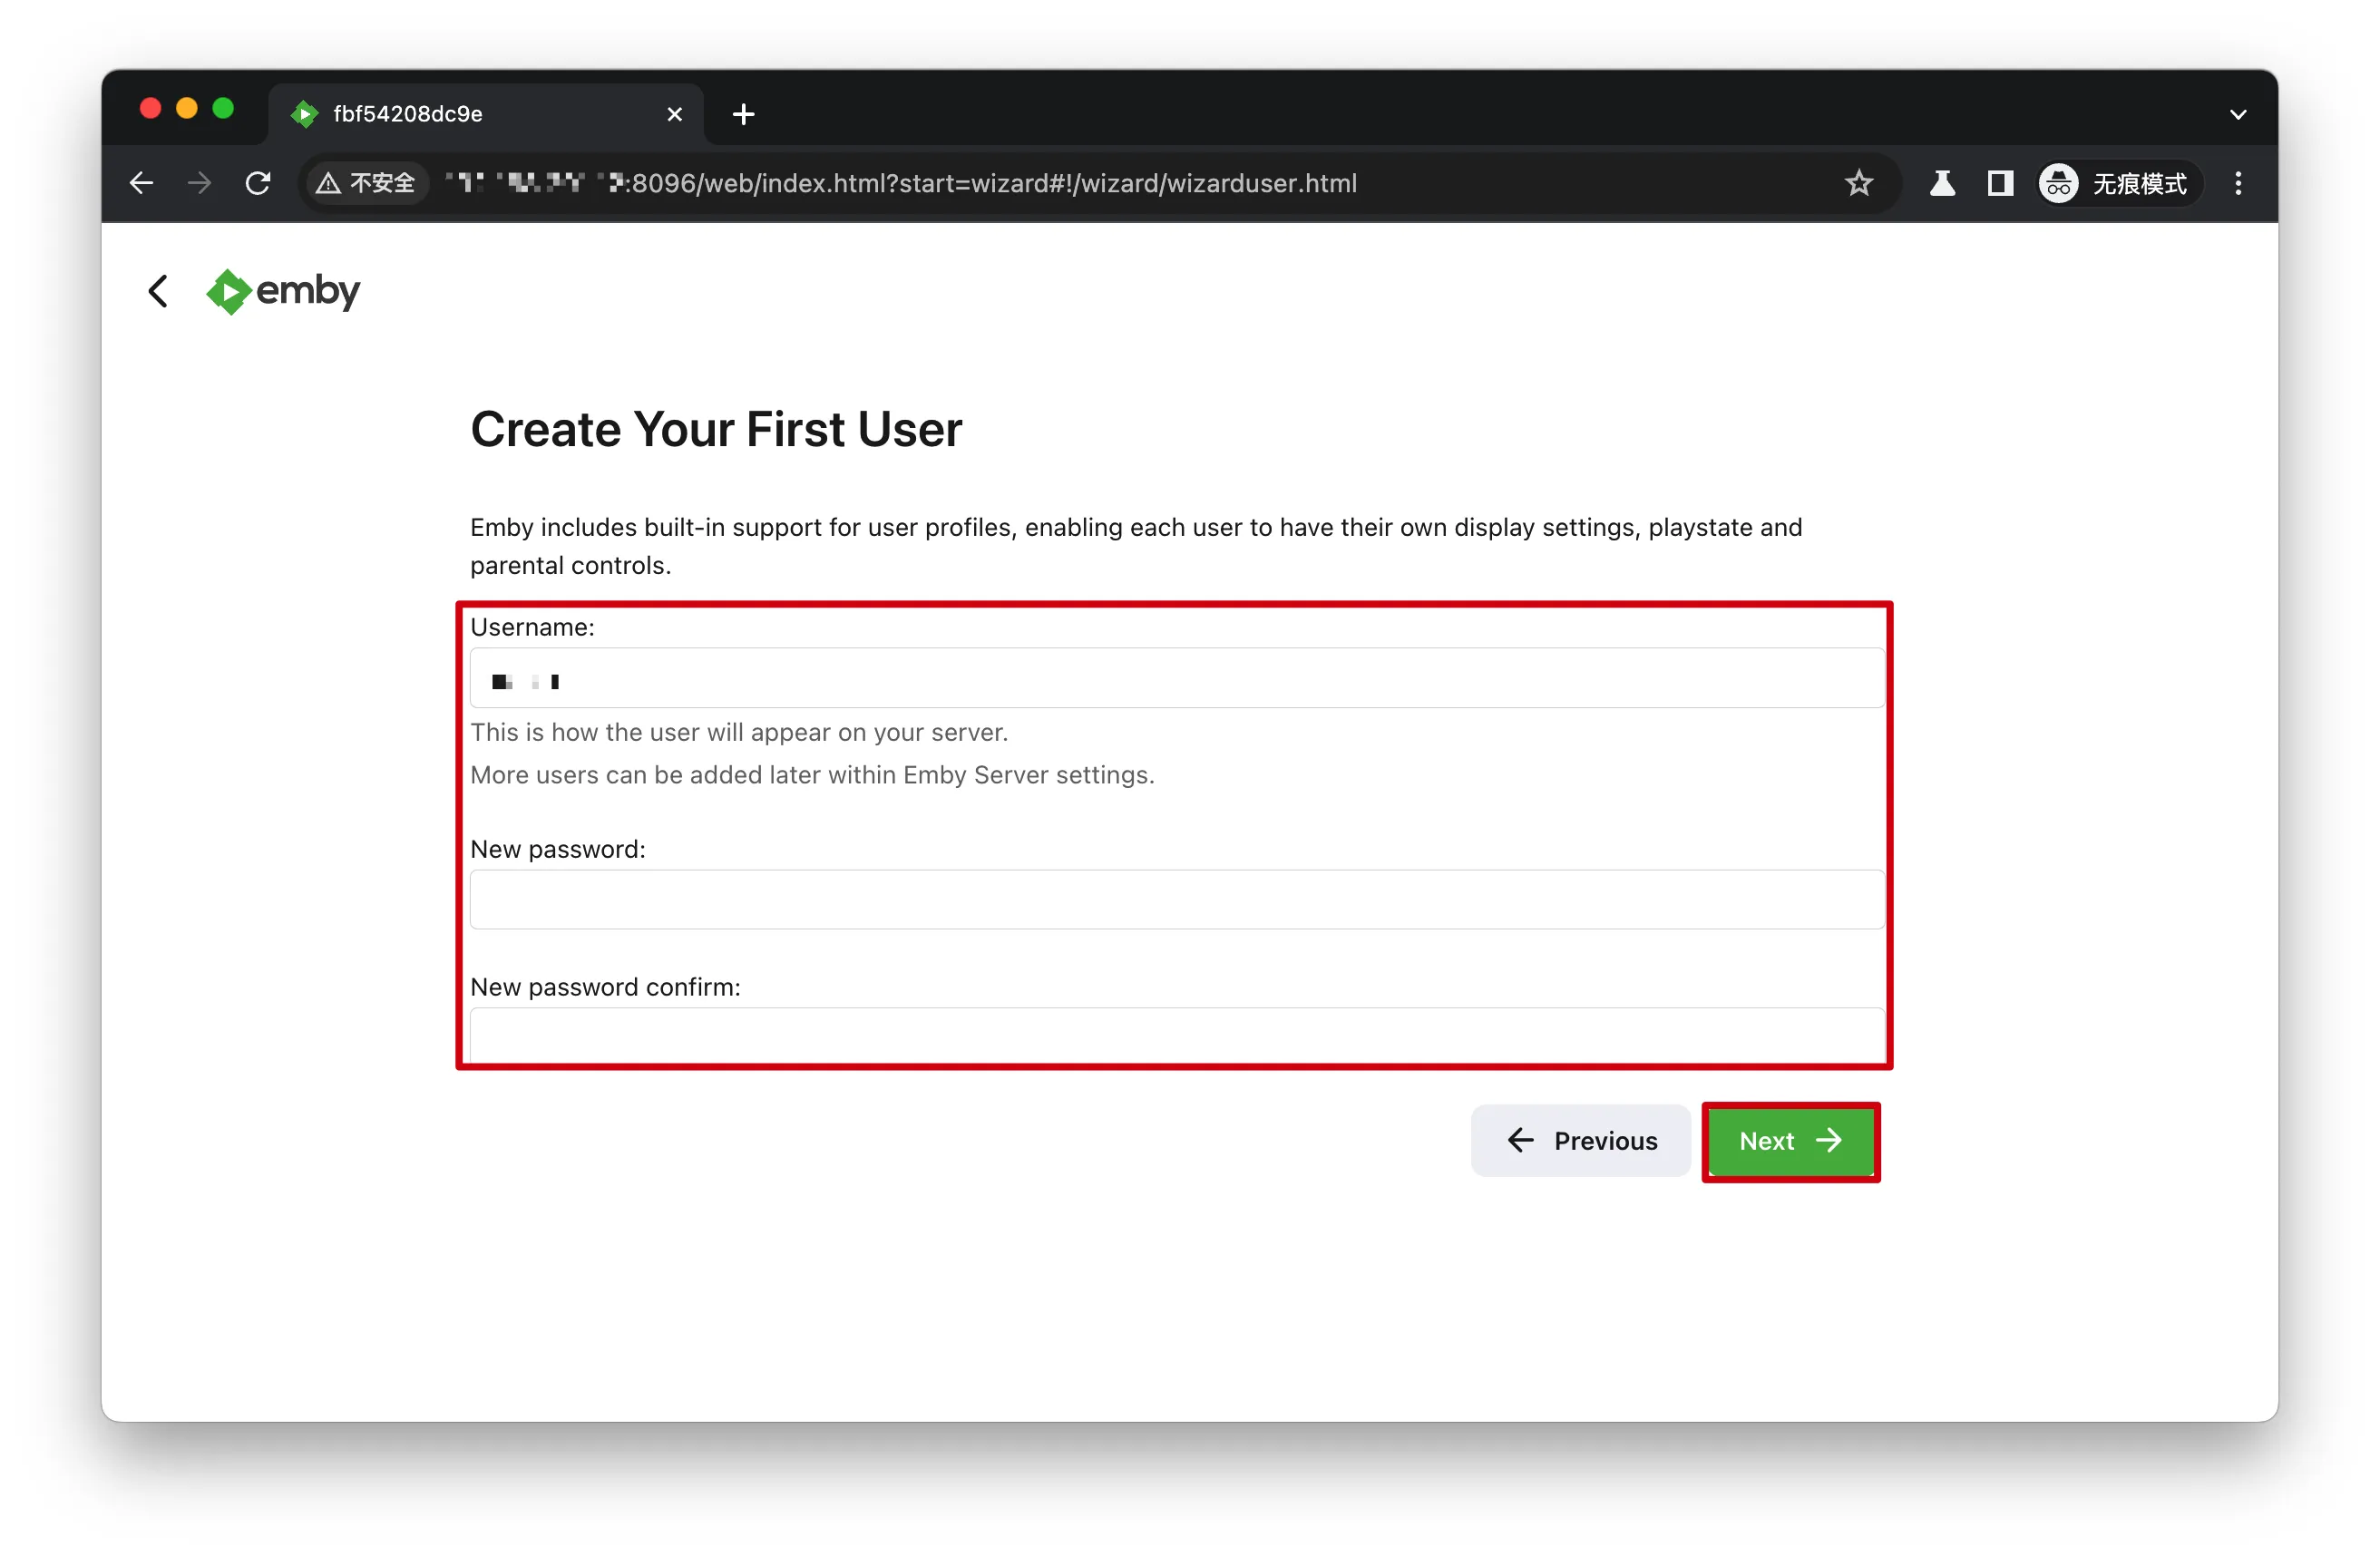 fbf54208dc9e
不安全
:8096/web/index.html?start=wizard#!/wizard/wizarduser.html
无痕模式
emby
Create Your First User
Emby includes built-in support for user profiles, enabling each user to have their own display settings, playstate and
parental controls.
Username:
This is how the user will appear on your server.
More users can be added later within Emby Server settings.
New password:
New password confirm:
Previous
Next